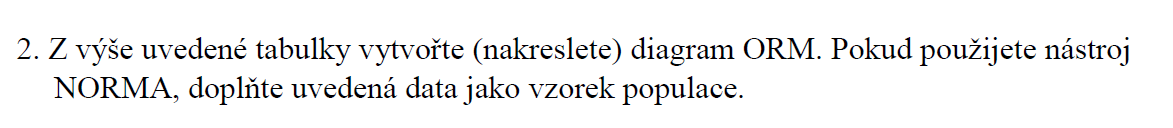 2. Z výše uvedené tabulky vytvořte (nakreslete) diagram ORM. Pokud použijete nástroj
NORMA, doplňte uvedená data jako vzorek populace.